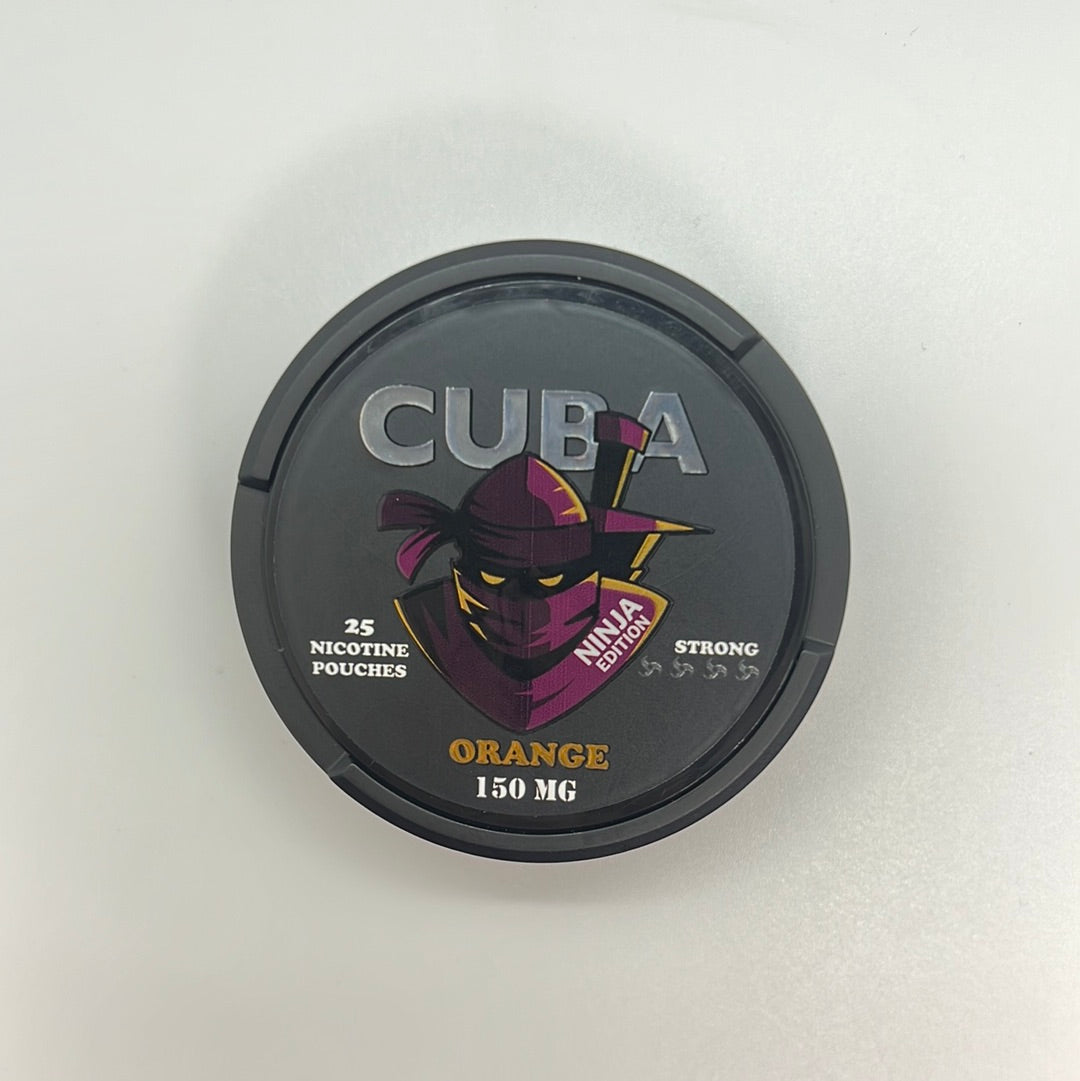 CUBA
NINJA
EDITION
25
NICOTINE
POUCHES
STRONG
ORANGE
150 MG